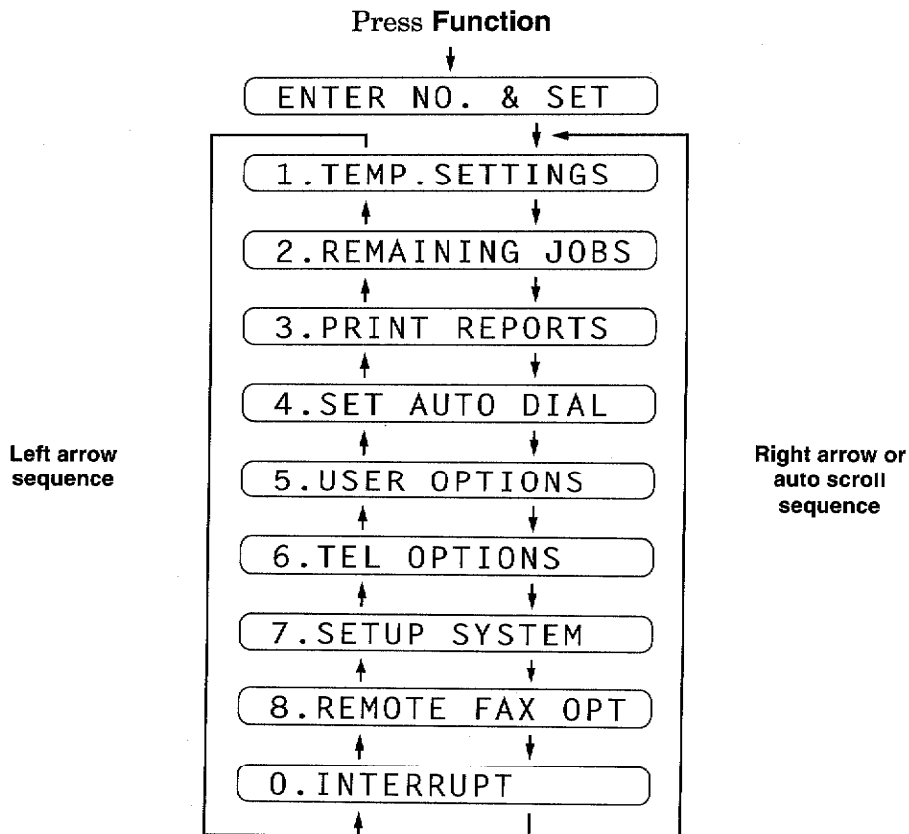 Press Function
ENTER NO. & SET
1.TEMP.SETTINGS
2.REMAINING JOBS
3.PRINT REPORTS
4.SET AUTO DIAL
Left arrow
sequence
Right arrow or
auto scroll
sequence
5.USER OPTIONS
6.TEL OPTIONS
7.SETUP SYSTEM
8.REMOTE FAX OPT
0.INTERRUPT